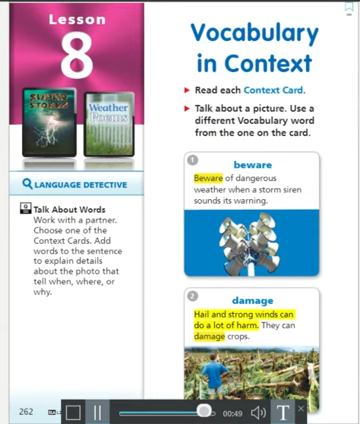 Lesson
8
Weather
Poems
LANGUAGE DETECTIVE
Talk About Words
Work with a partner.
Choose one of the
Context Cards. Add
words to the sentence
to explain details
about the photo that
tell when, where, or
why.
262
Vocabulary
in Context
Read each Context Card.
Talk about a picture. Use a
different Vocabulary word
from the one on the card.
1
beware
Beware of dangerous
weather when a storm siren
sounds its warning.
2
damage
Hail and strong winds can
do a lot of harm. They can
damage crops.
00:49
T